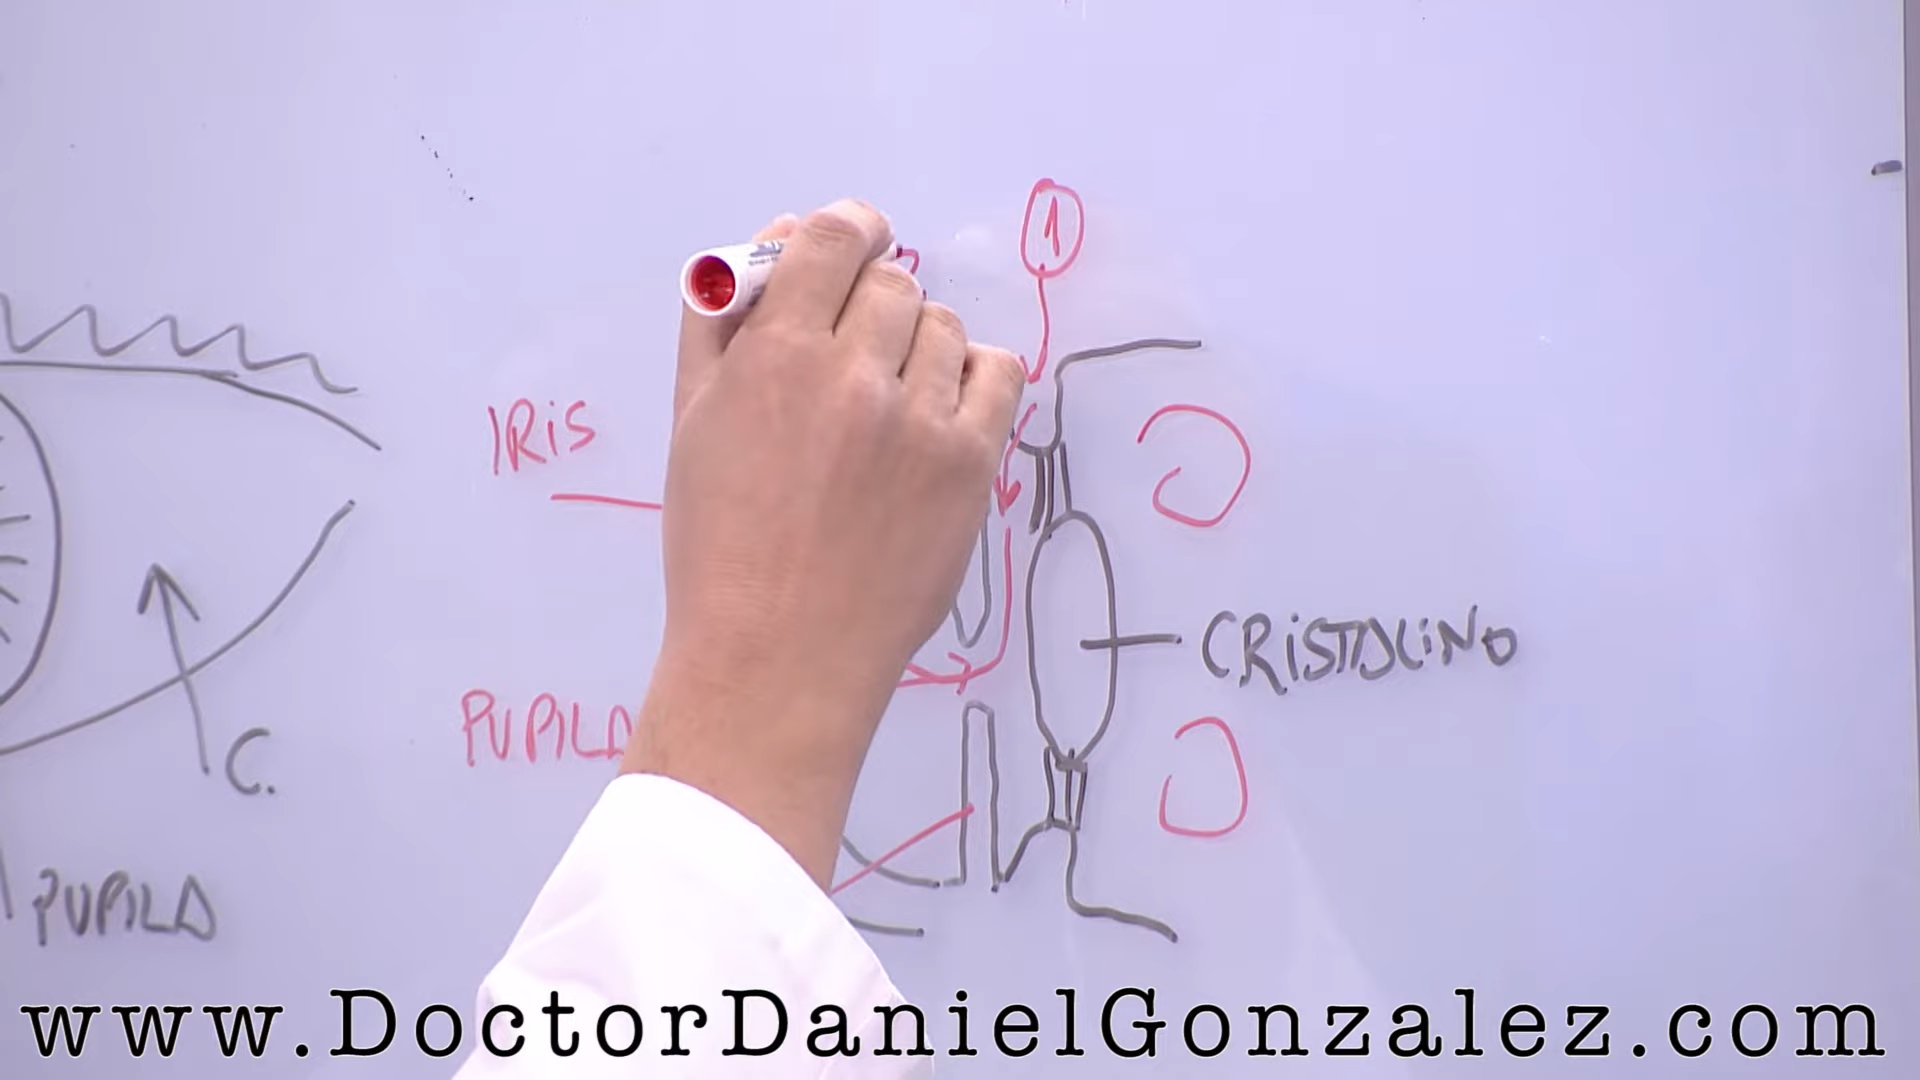 1
IRIS
CRISTALINO
PUPILA
C.
PUPILA
www.DoctorDanielGonzalez.com